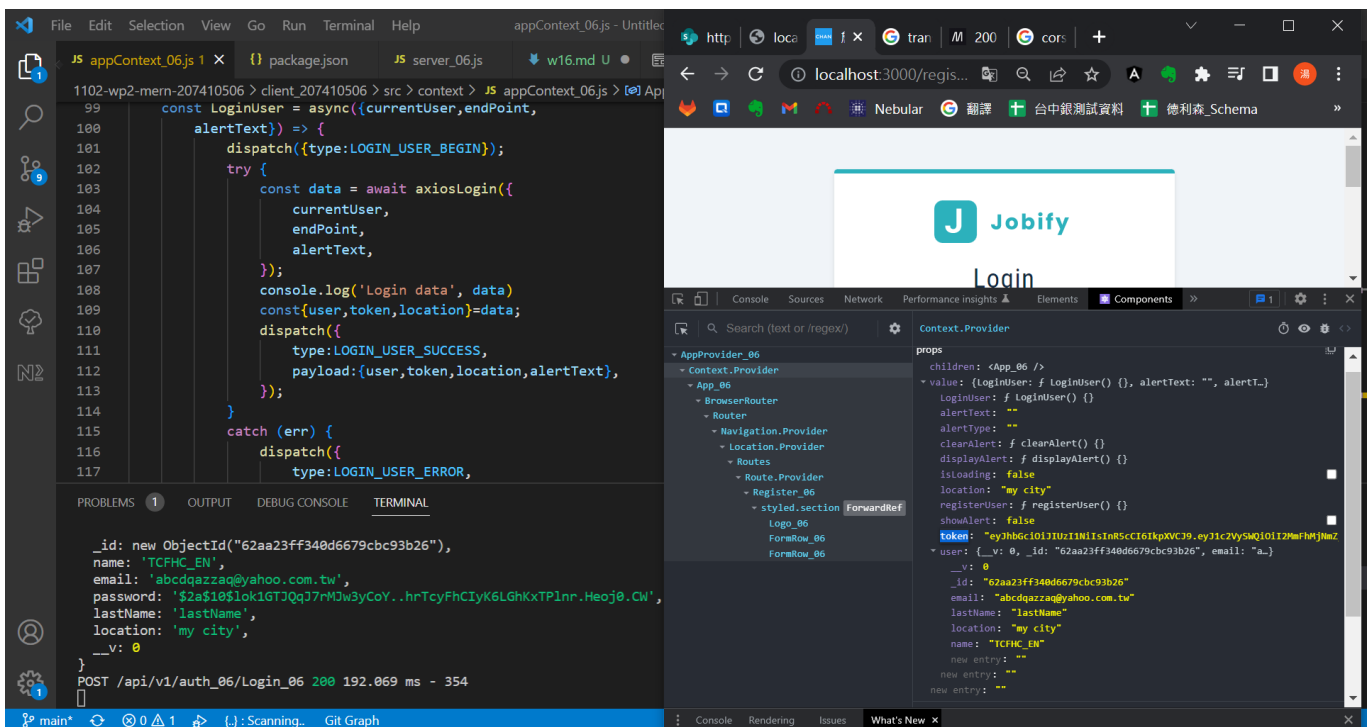 File Edit Selection View Go Run Terminal Help appContext_06.js - Untitled
JS appContext_06.js 1 × {} package.json JS server_06.js w16.md U ●
1102-wp2-mern-207410506 > client_207410506 > src > context > JS appContext_06.js > App
99 const LoginUser = async({currentUser,endPoint,
100 alertText}) => {
101 dispatch({type:LOGIN_USER_BEGIN});
102 try {
103 const data = await axiosLogin({
104 currentUser,
105 endPoint,
106 alertText,
107 });
108 console.log('Login data', data)
109 const{user,token,location}=data;
110 dispatch({
111 type:LOGIN_USER_SUCCESS,
112 payload:{user,token,location,alertText},
113 });
114 }
115 catch (err) {
116 dispatch({
117 type:LOGIN_USER_ERROR,
PROBLEMS 1 OUTPUT DEBUG CONSOLE TERMINAL
_id: new ObjectId("62aa23ff340d6679cbc93b26"),
name: 'TCFHC_EN',
email: 'abcdqazzaq@yahoo.com.tw',
password: '$2a$10$lok1GTJQqJ7rMJw3yCoY..hrTcyFhCIyK6LGhKxTPlnr.Heoj0.CW',
lastName: 'lastName',
location: 'my city',
__v: 0
}
POST /api/v1/auth_06/Login_06 200 192.069 ms - 354
main* ⊗ 0 ⚠ 1 {..} : Scanning.. Git Graph
1
9
1
http loca CHAN × tran M 200 cors +
localhost:3000/regis... A 湯
Nebular 翻譯 台中銀測試資料 德利森_Schema »
J Jobify
Login
Console Sources Network Performance insights Elements Components » 1
Search (text or /regex/)
AppProvider_06
Context.Provider
App_06
BrowserRouter
Router
Navigation.Provider
Location.Provider
Routes
Route.Provider
Register_06
styled.section ForwardRef
Logo_06
FormRow_06
FormRow_06
Context.Provider
props
children: <App_06 />
value: {LoginUser: ƒ LoginUser() {}, alertText: "", alertT…}
LoginUser: ƒ LoginUser() {}
alertText: ""
alertType: ""
clearAlert: ƒ clearAlert() {}
displayAlert: ƒ displayAlert() {}
isLoading: false
location: "my city"
registerUser: ƒ registerUser() {}
showAlert: false
token: "eyJhbGciOiJIUzI1NiIsInR5cCI6IkpXVCJ9.eyJ1c2VySWQiOiI2MmFhMjNmZ
user: {__v: 0, _id: "62aa23ff340d6679cbc93b26", email: "a…}
__v: 0
_id: "62aa23ff340d6679cbc93b26"
email: "abcdqazzaq@yahoo.com.tw"
lastName: "lastName"
location: "my city"
name: "TCFHC_EN"
new entry: ""
new entry: ""
new entry: ""
Console Rendering Issues What's New ×